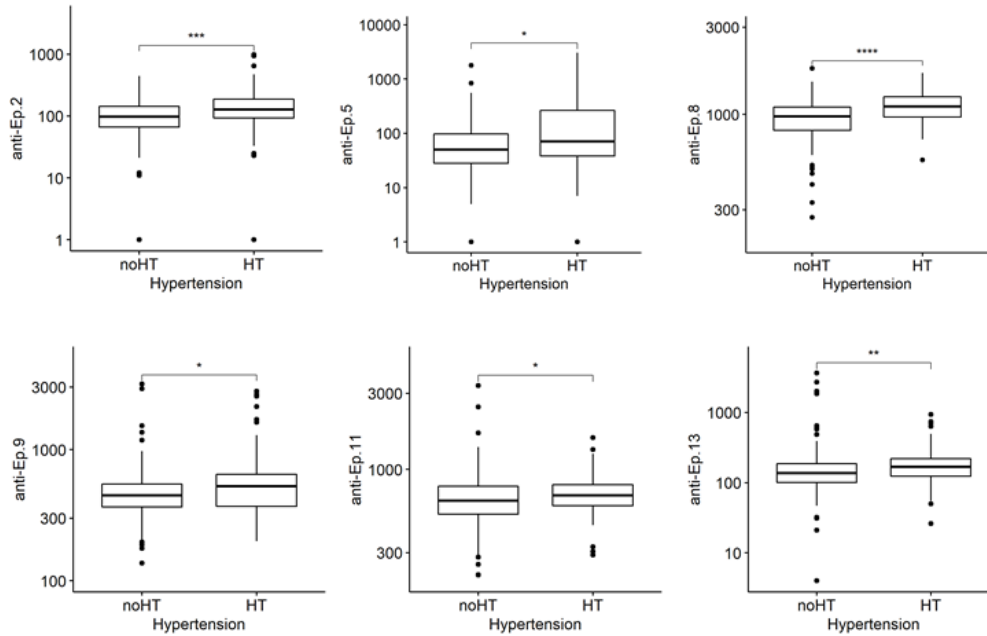 anti-Ep.2
1000
100
10
1
***
noHT
HT
Hypertension
anti-Ep.5
10000
1000
100
10
1
*
noHT
HT
Hypertension
anti-Ep.8
3000
1000
300
****
noHT
HT
Hypertension
anti-Ep.9
3000
1000
300
100
*
noHT
HT
Hypertension
anti-Ep.11
3000
1000
300
*
noHT
HT
Hypertension
anti-Ep.13
1000
100
10
**
noHT
HT
Hypertension